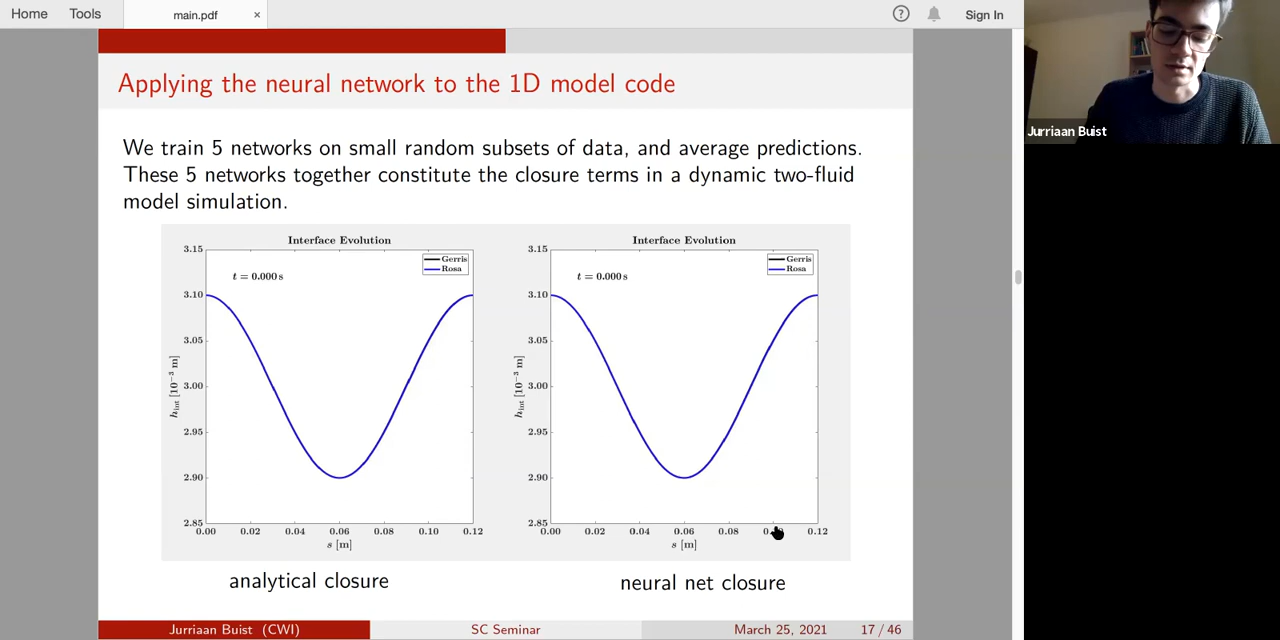 Home Tools main.pdf × ? Sign In
Applying the neural network to the 1D model code
We train 5 networks on small random subsets of data, and average predictions.
These 5 networks together constitute the closure terms in a dynamic two-fluid
model simulation.
Interface Evolution
3.15
3.10
3.05
3.00
2.95
2.90
2.85
t = 0.000 s
Gerris
Rosa
h_int [10^-3 m]
0.00 0.02 0.04 0.06 0.08 0.10 0.12
s [m]
analytical closure
Interface Evolution
3.15
3.10
3.05
3.00
2.95
2.90
2.85
t = 0.000 s
Gerris
Rosa
h_int [10^-3 m]
0.00 0.02 0.04 0.06 0.08 0.12
s [m]
neural net closure
Jurriaan Buist (CWI) SC Seminar March 25, 2021 17 / 46
Jurriaan Buist